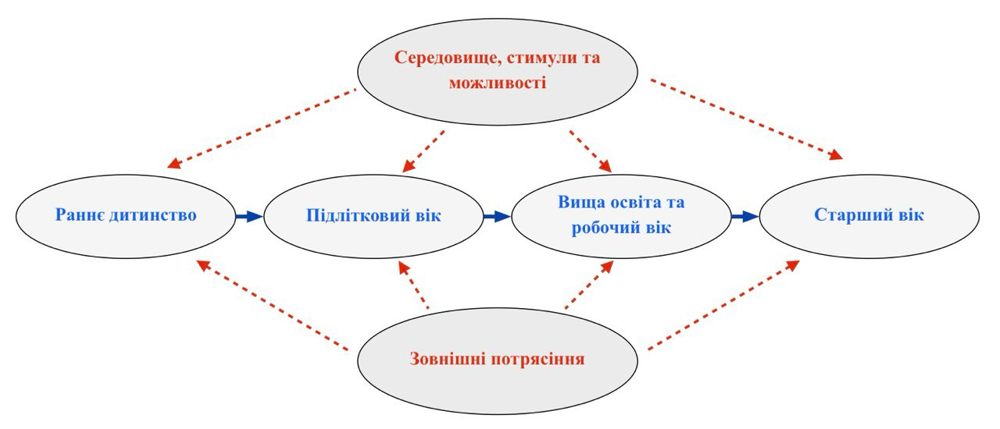 Середовище, стимули та
можливості
Раннє дитинство
Підлітковий вік
Вища освіта та
робочий вік
Старший вік
Зовнішні потрясіння